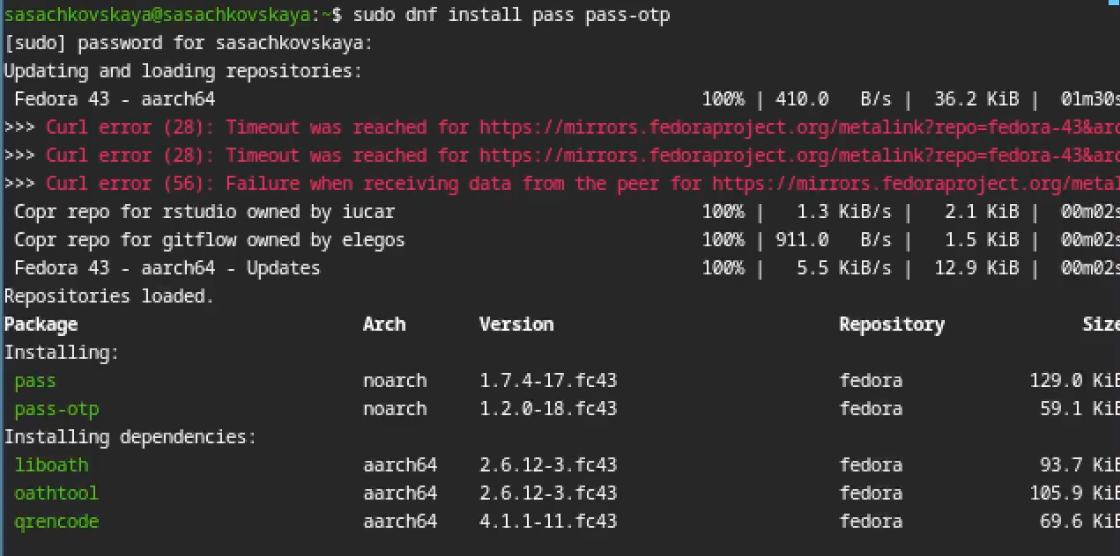 sasachkovskaya@sasachkovskaya:~$ sudo dnf install pass pass-otp
[sudo] password for sasachkovskaya:
Updating and loading repositories:
Fedora 43 - aarch64 100% | 410.0 B/s | 36.2 KiB | 01m30s
>>> Curl error (28): Timeout was reached for https://mirrors.fedoraproject.org/metalink?repo=fedora-43&arc
>>> Curl error (28): Timeout was reached for https://mirrors.fedoraproject.org/metalink?repo=fedora-43&arc
>>> Curl error (56): Failure when receiving data from the peer for https://mirrors.fedoraproject.org/metal
Copr repo for rstudio owned by iucar 100% | 1.3 KiB/s | 2.1 KiB | 00m02s
Copr repo for gitflow owned by elegos 100% | 911.0 B/s | 1.5 KiB | 00m02s
Fedora 43 - aarch64 - Updates 100% | 5.5 KiB/s | 12.9 KiB | 00m02s
Repositories loaded.
Package Arch Version Repository Size
Installing:
pass noarch 1.7.4-17.fc43 fedora 129.0 KiB
pass-otp noarch 1.2.0-18.fc43 fedora 59.1 KiB
Installing dependencies:
liboath aarch64 2.6.12-3.fc43 fedora 93.7 KiB
oathtool aarch64 2.6.12-3.fc43 fedora 105.9 KiB
qrencode aarch64 4.1.1-11.fc43 fedora 69.6 KiB